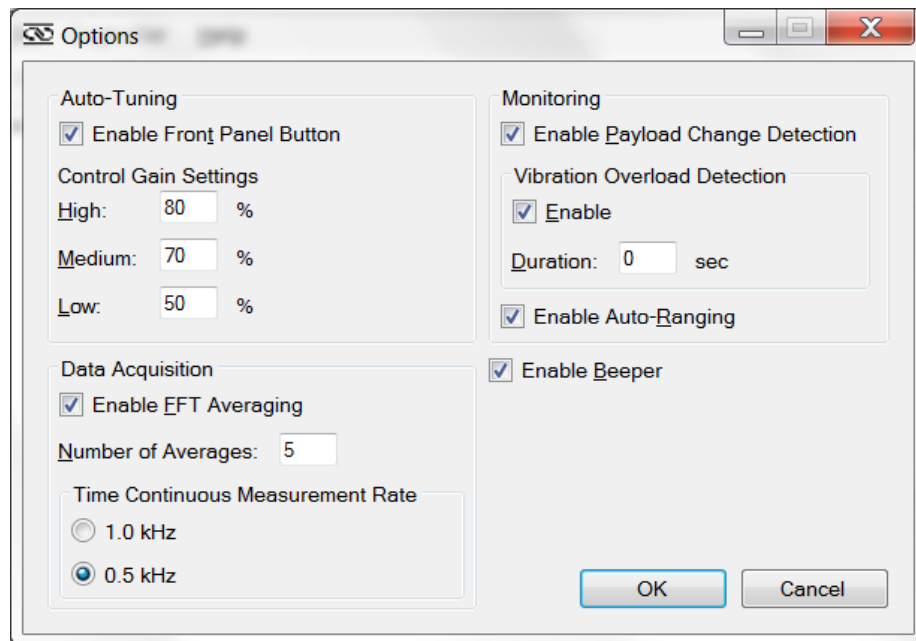 Options
Auto-Tuning
Enable Front Panel Button
Control Gain Settings
High: 80 %
Medium: 70 %
Low: 50 %
Data Acquisition
Enable FFT Averaging
Number of Averages: 5
Time Continuous Measurement Rate
1.0 kHz
0.5 kHz
Monitoring
Enable Payload Change Detection
Vibration Overload Detection
Enable
Duration: 0 sec
Enable Auto-Ranging
Enable Beeper
OK
Cancel